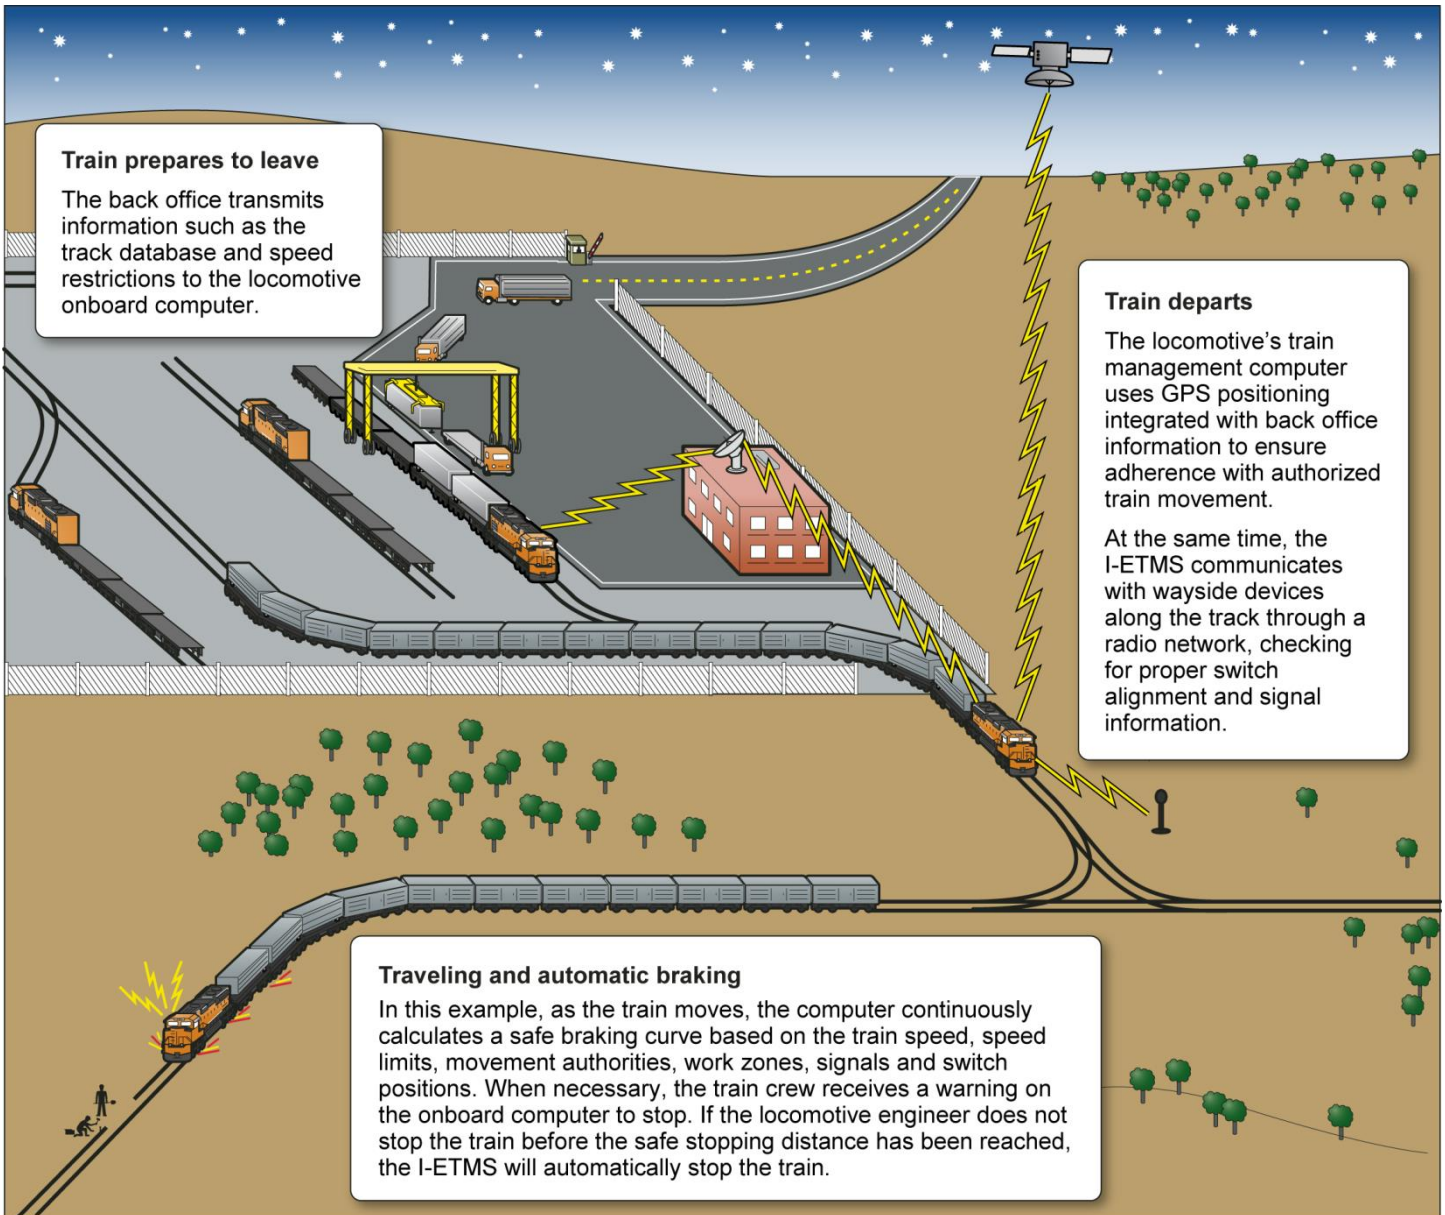 Train prepares to leave
The back office transmits
information such as the
track database and speed
restrictions to the locomotive
onboard computer.
Train departs
The locomotive’s train
management computer
uses GPS positioning
integrated with back office
information to ensure
adherence with authorized
train movement.
At the same time, the
I-ETMS communicates
with wayside devices
along the track through a
radio network, checking
for proper switch
alignment and signal
information.
Traveling and automatic braking
In this example, as the train moves, the computer continuously
calculates a safe braking curve based on the train speed, speed
limits, movement authorities, work zones, signals and switch
positions. When necessary, the train crew receives a warning on
the onboard computer to stop. If the locomotive engineer does not
stop the train before the safe stopping distance has been reached,
the I-ETMS will automatically stop the train.